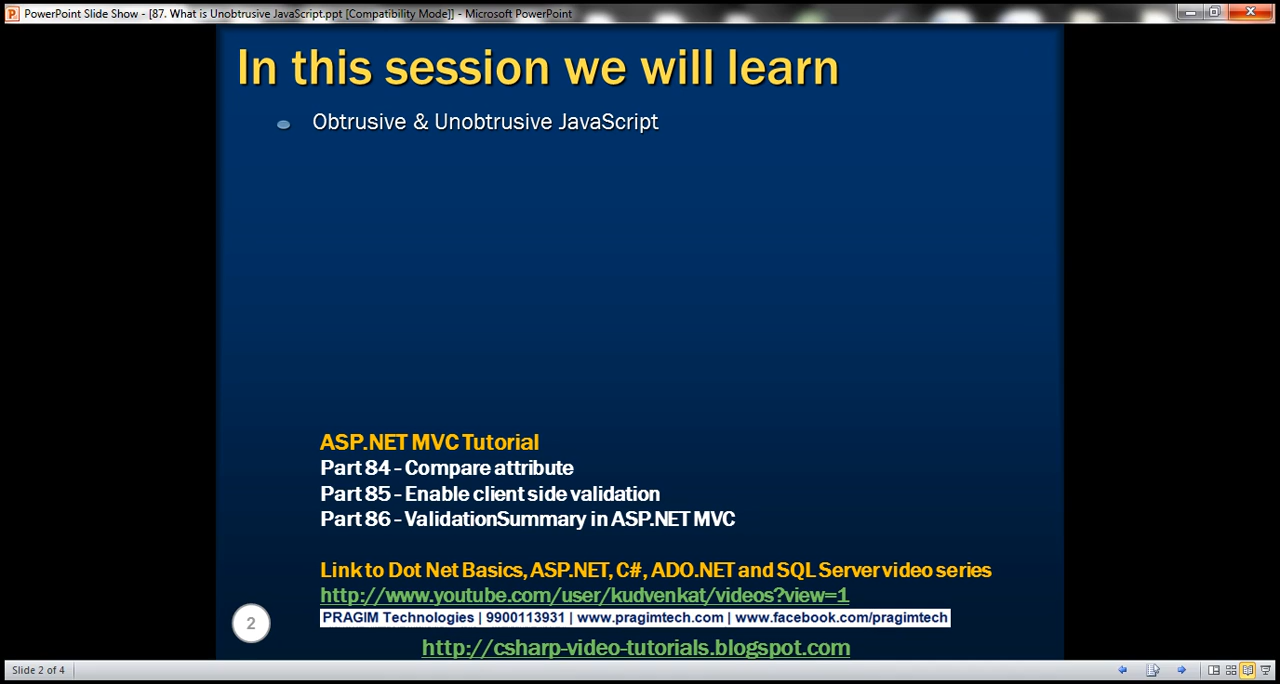 PowerPoint Slide Show - [87. What is Unobtrusive JavaScript.ppt [Compatibility Mode]] - Microsoft PowerPoint
In this session we will learn
Obtrusive & Unobtrusive JavaScript
ASP.NET MVC Tutorial
Part 84 - Compare attribute
Part 85 - Enable client side validation
Part 86 - ValidationSummary in ASP.NET MVC
Link to Dot Net Basics, ASP.NET, C#, ADO.NET and SQL Server video series
http://www.youtube.com/user/kudvenkat/videos?view=1
PRAGIM Technologies | 9900113931 | www.pragimtech.com | www.facebook.com/pragimtech
2
http://csharp-video-tutorials.blogspot.com
Slide 2 of 4